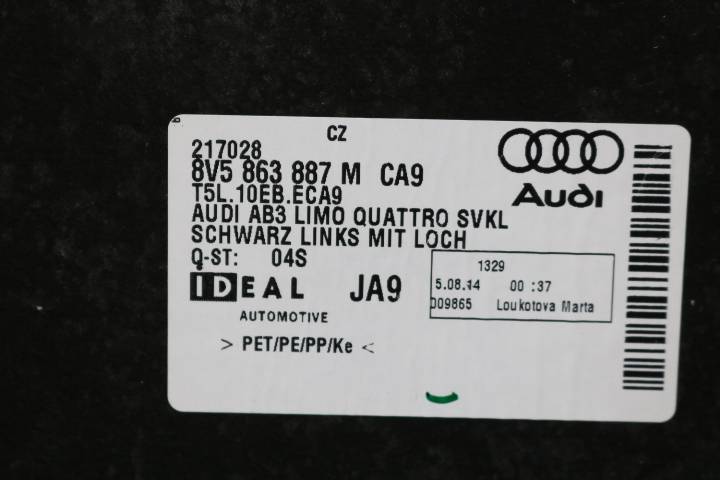 CZ
217028
8V5 863 887 M CA9
T5L.10EB.ECA9
AUDI AB3 LIMO QUATTRO SVKL
SCHWARZ LINKS MIT LOCH
Q-ST: 04S
IDEAL JA9
AUTOMOTIVE
> PET/PE/PP/Ke <
Audi
1329
5.08.14 00 :37
009865 Loukotova Marta